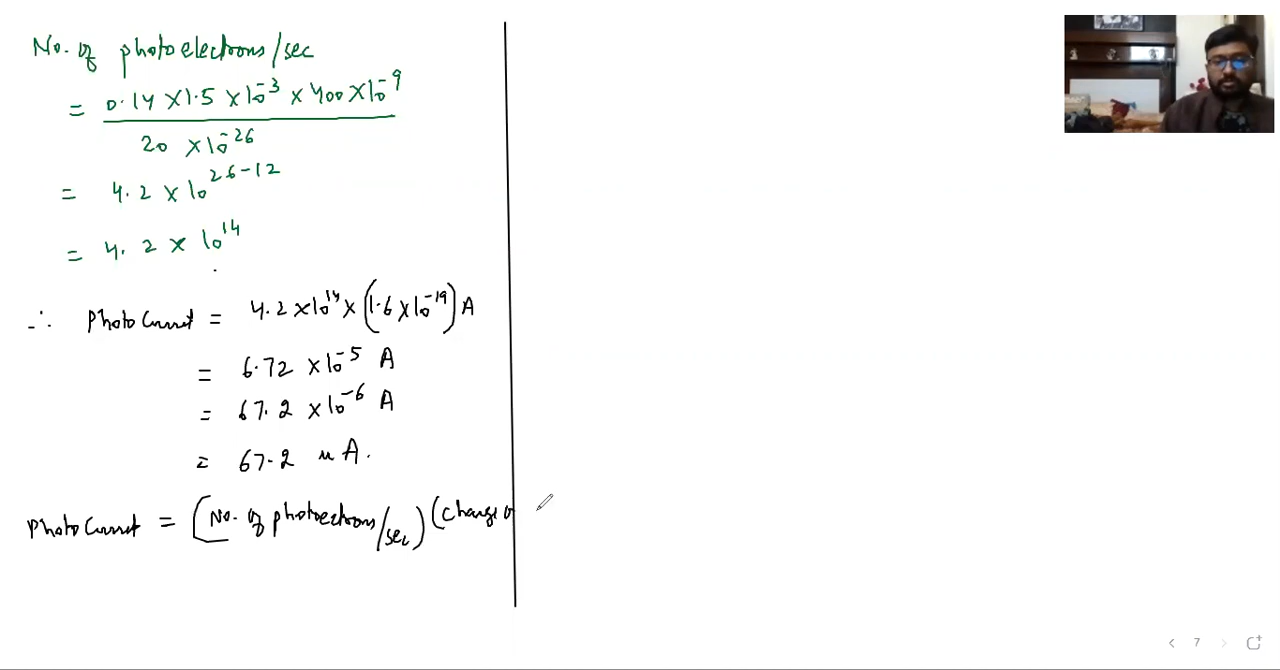 No. of photoelectrons/sec
= 0.14 × 1.5 × 10⁻³ × 400 × 10⁻⁹ / 20 × 10⁻²⁶
= 4.2 × 10²⁶⁻¹²
= 4.2 × 10¹⁴
∴ Photo Current = 4.2 × 10¹⁴ × (1.6 × 10⁻¹⁹) A
= 6.72 × 10⁻⁵ A
= 67.2 × 10⁻⁶ A
= 67.2 μA.
Photo Current = [No. of photoectrons/sec) (Charge o
7